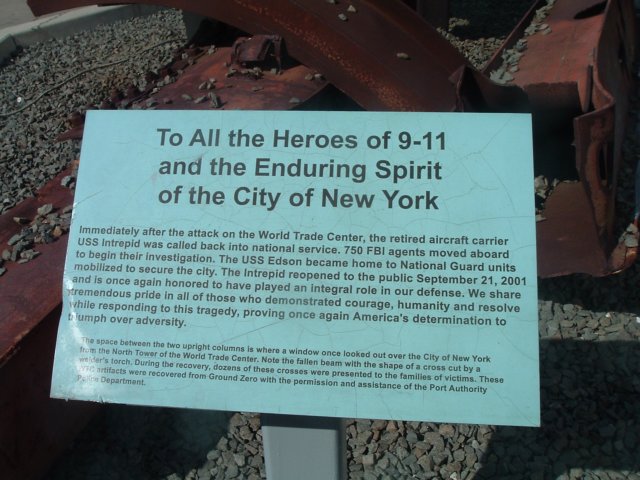 To All the Heroes of 9-11
and the Enduring Spirit
of the City of New York
Immediately after the attack on the World Trade Center, the retired aircraft carrier
USS Intrepid was called back into national service. 750 FBI agents moved aboard
to begin their investigation. The USS Edson became home to National Guard units
mobilized to secure the city. The Intrepid reopened to the public September 21, 2001
and is once again honored to have played an integral role in our defense. We share
tremendous pride in all of those who demonstrated courage, humanity and resolve
while responding to this tragedy, proving once again America's determination to
triumph over adversity.
The space between the two upright columns is where a window once looked out over the City of New York
from the North Tower of the World Trade Center. Note the fallen beam with the shape of a cross cut by a
welder's torch. During the recovery, dozens of these crosses were presented to the families of victims. These
WTC artifacts were recovered from Ground Zero with the permission and assistance of the Port Authority
Police Department.